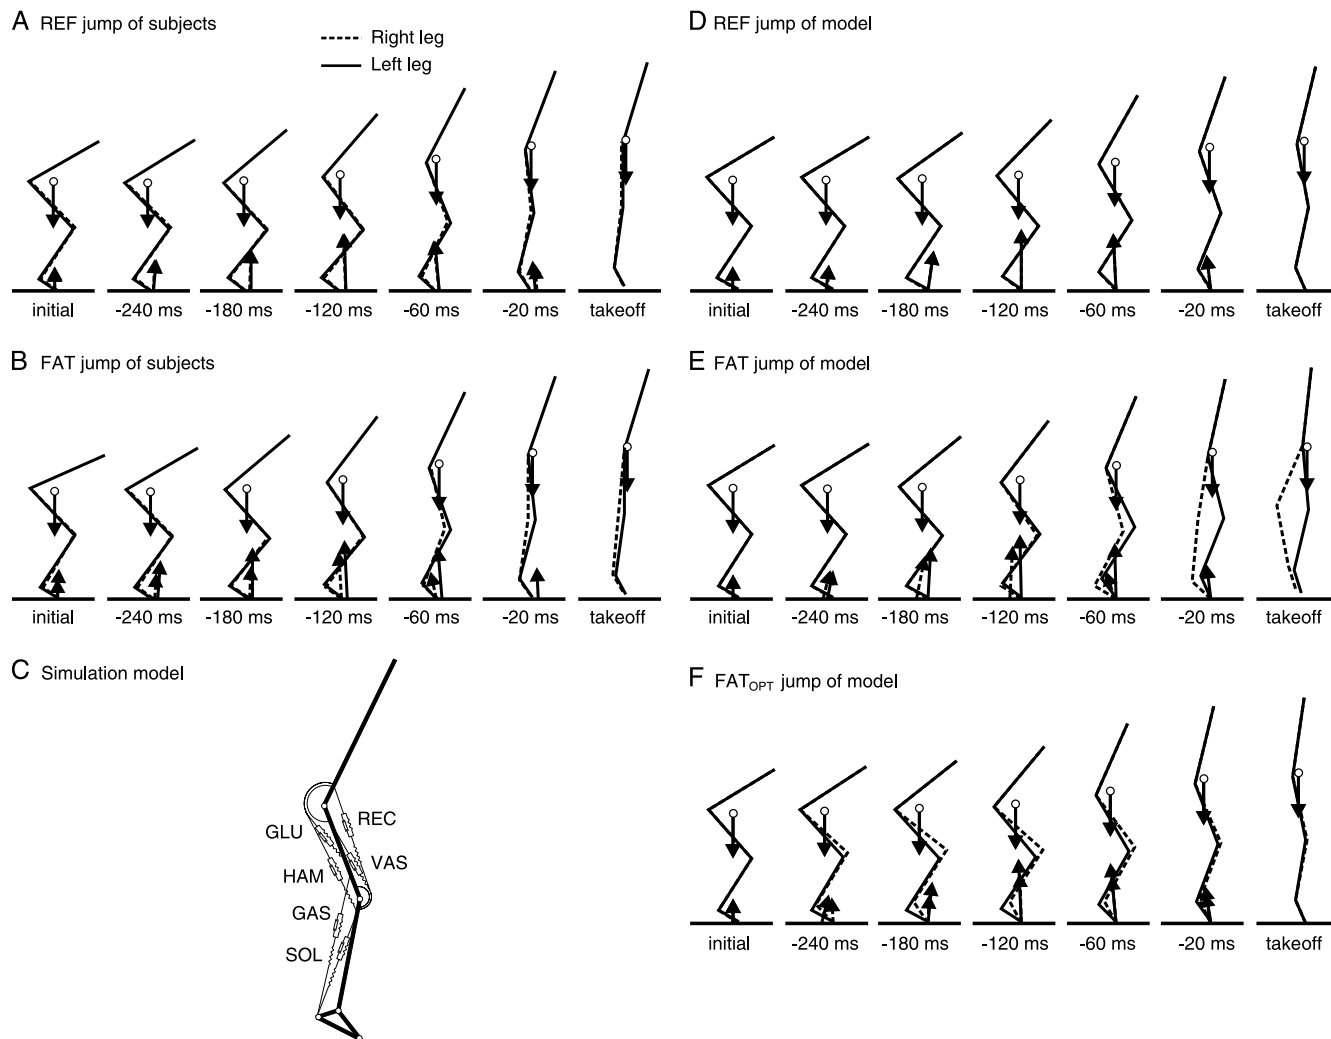 A REF jump of subjects
Right leg
Left leg
initial -240 ms -180 ms -120 ms -60 ms -20 ms takeoff
B FAT jump of subjects
initial -240 ms -180 ms -120 ms -60 ms -20 ms takeoff
C Simulation model
GLU
REC
HAM
VAS
GAS
SOL
D REF jump of model
initial -240 ms -180 ms -120 ms -60 ms -20 ms takeoff
E FAT jump of model
initial -240 ms -180 ms -120 ms -60 ms -20 ms takeoff
F FATOPT jump of model
initial -240 ms -180 ms -120 ms -60 ms -20 ms takeoff